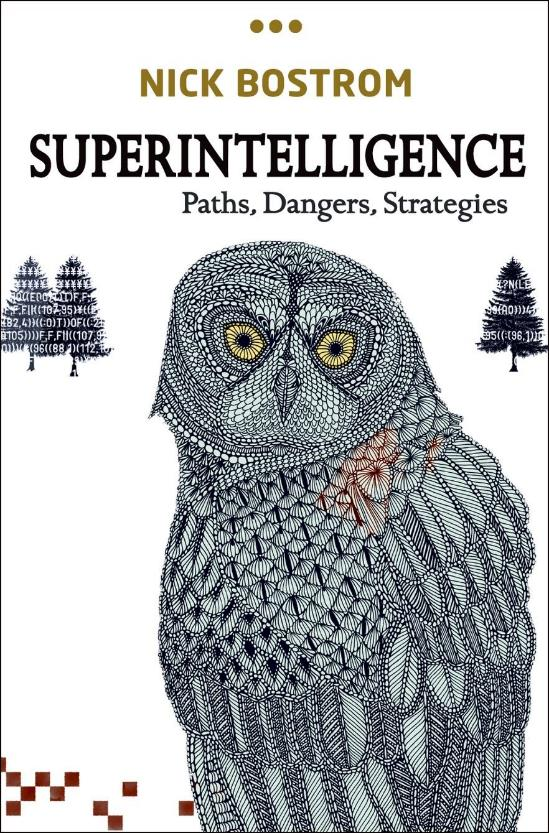 NICK BOSTROM
SUPERINTELLIGENCE
Paths, Dangers, Strategies